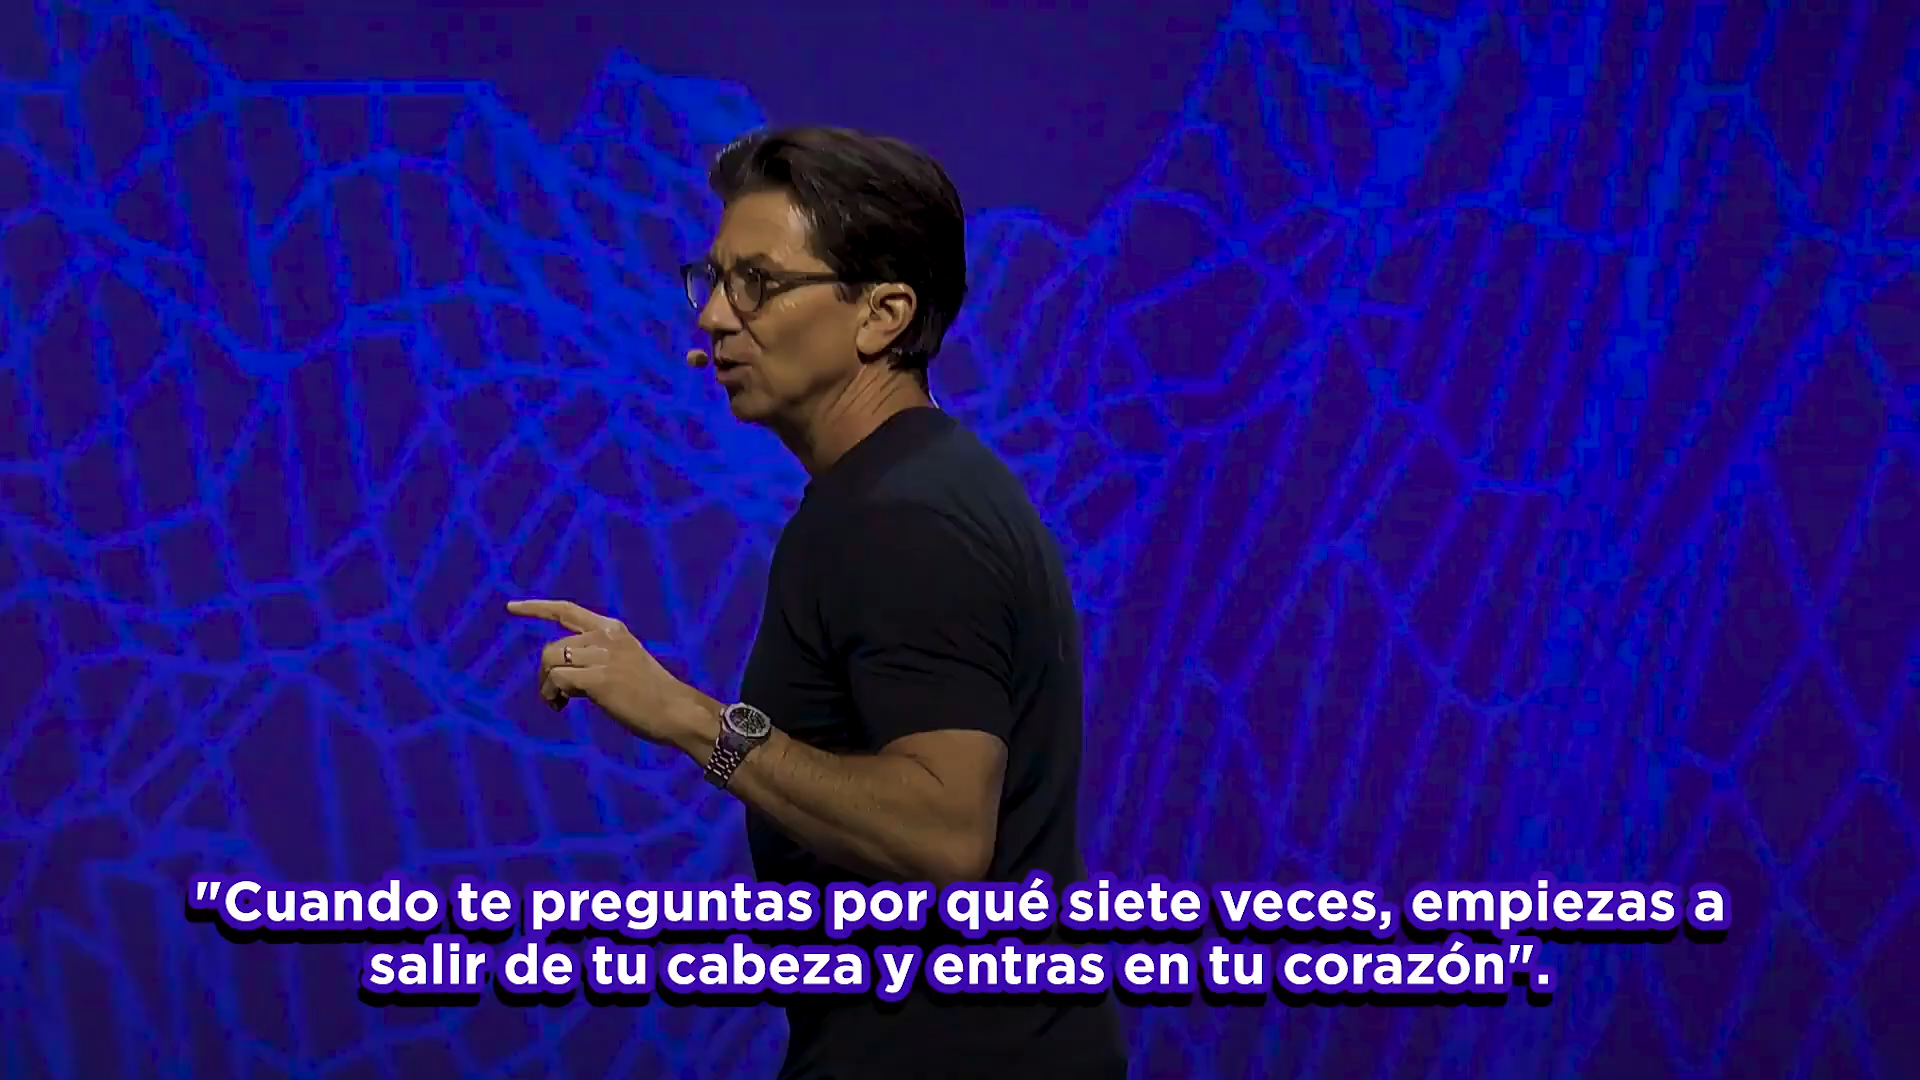 "Cuando te preguntas por qué siete veces, empiezas a
salir de tu cabeza y entras en tu corazón".